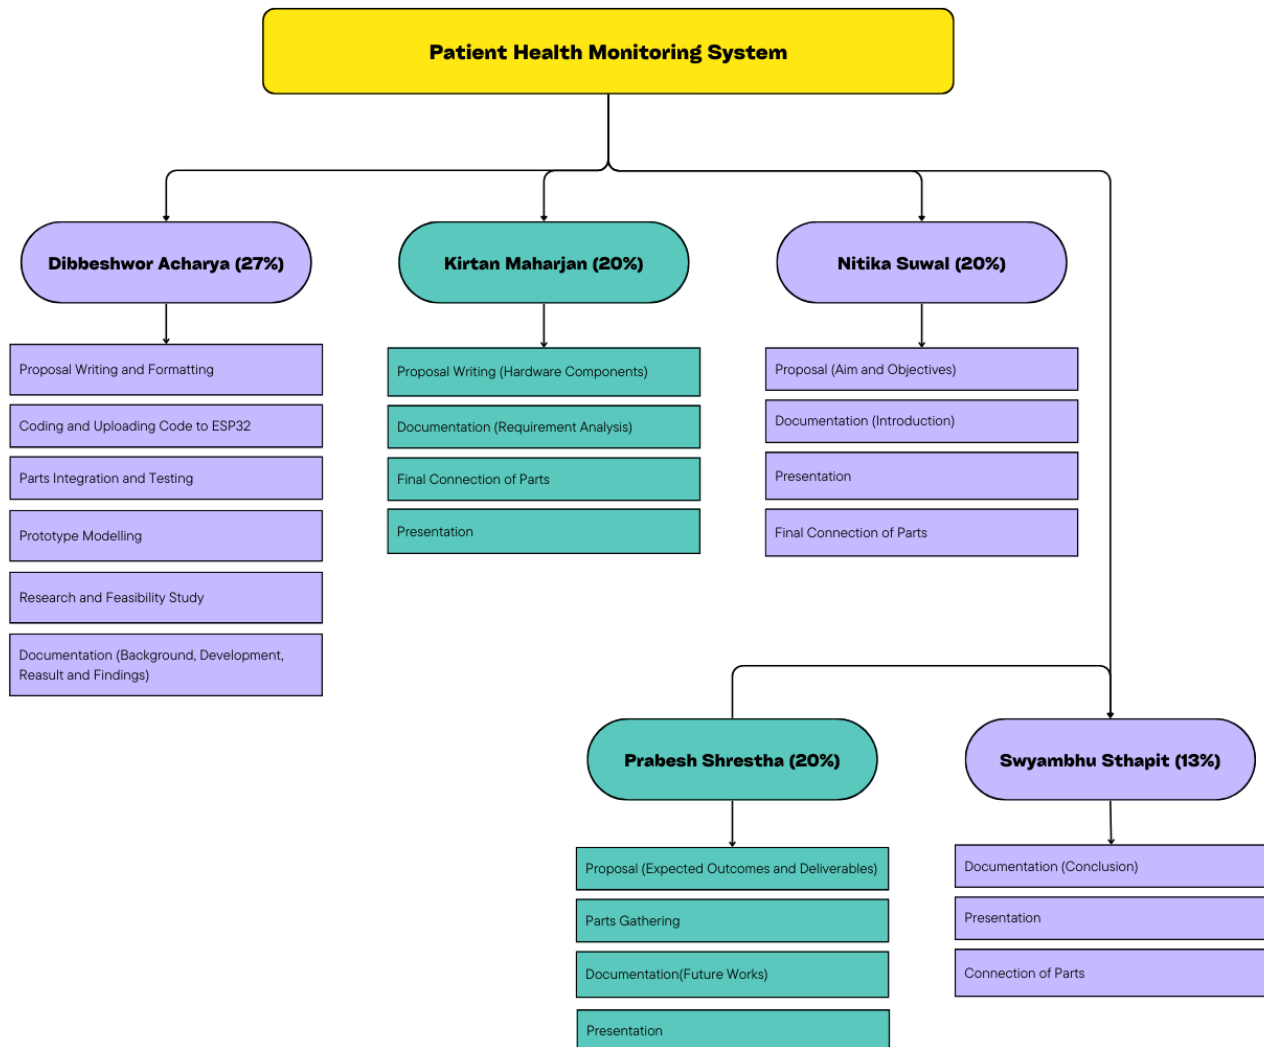 Patient Health Monitoring System
Dibbeshwor Acharya (27%)
Proposal Writing and Formatting
Coding and Uploading Code to ESP32
Parts Integration and Testing
Prototype Modelling
Research and Feasibility Study
Documentation (Background, Development,
Reasult and Findings)
Kirtan Maharjan (20%)
Proposal Writing (Hardware Components)
Documentation (Requirement Analysis)
Final Connection of Parts
Presentation
Nitika Suwal (20%)
Proposal (Aim and Objectives)
Documentation (Introduction)
Presentation
Final Connection of Parts
Prabesh Shrestha (20%)
Proposal (Expected Outcomes and Deliverables)
Parts Gathering
Documentation(Future Works)
Presentation
Swyambhu Sthapit (13%)
Documentation (Conclusion)
Presentation
Connection of Parts